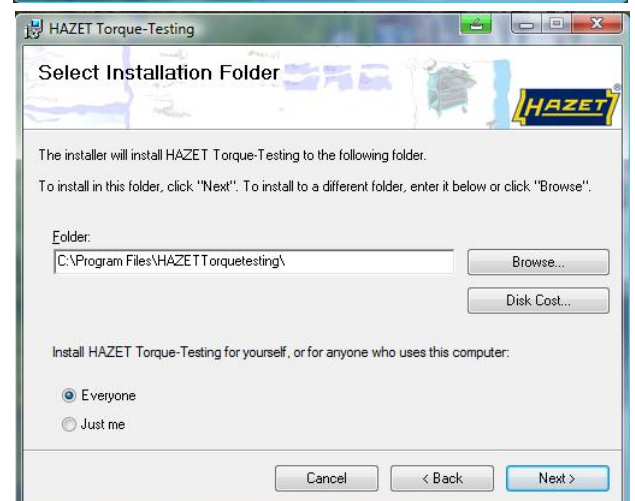 HAZET Torque-Testing
Select Installation Folder
HAZET
The installer will install HAZET Torque-Testing to the following folder.
To install in this folder, click "Next". To install to a different folder, enter it below or click "Browse".
Folder:
C:\Program Files\HAZETTorquetesting\
Browse...
Disk Cost...
Install HAZET Torque-Testing for yourself, or for anyone who uses this computer:
Everyone
Just me
Cancel
< Back
Next >